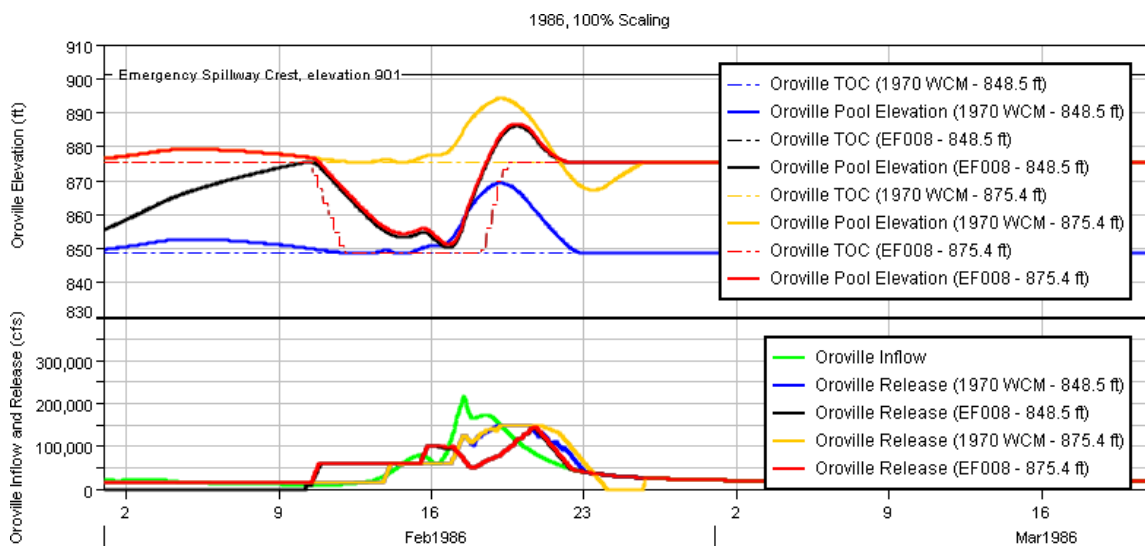 1986, 100% Scaling
Oroville Elevation (ft)
910
900
890
880
870
860
850
840
830
Emergency Spillway Crest, elevation 901
Oroville TOC (1970 WCM - 848.5 ft)
Oroville Pool Elevation (1970 WCM - 848.5 ft)
Oroville TOC (EF008 - 848.5 ft)
Oroville Pool Elevation (EF008 - 848.5 ft)
Oroville TOC (1970 WCM - 875.4 ft)
Oroville Pool Elevation (1970 WCM - 875.4 ft)
Oroville TOC (EF008 - 875.4 ft)
Oroville Pool Elevation (EF008 - 875.4 ft)
Oroville Inflow and Release (cfs)
300,000
200,000
100,000
0
Oroville Inflow
Oroville Release (1970 WCM - 848.5 ft)
Oroville Release (EF008 - 848.5 ft)
Oroville Release (1970 WCM - 875.4 ft)
Oroville Release (EF008 - 875.4 ft)
2 9 16 23 2 9 16
Feb1986 Mar1986